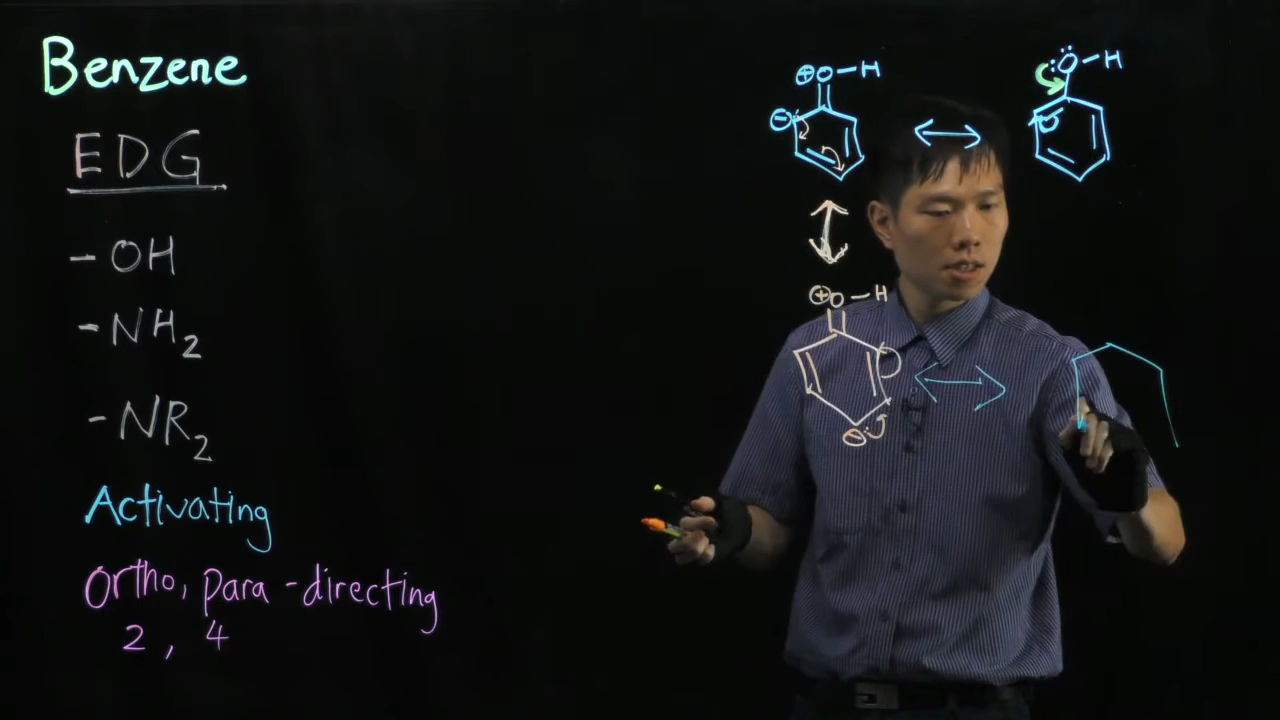 Benzene
EDG
-OH
-NH2
-NR2
Activating
Ortho, para-directing
2, 4
⊕O-H
⊖
:Ö-H
⊕O-H
⊖: